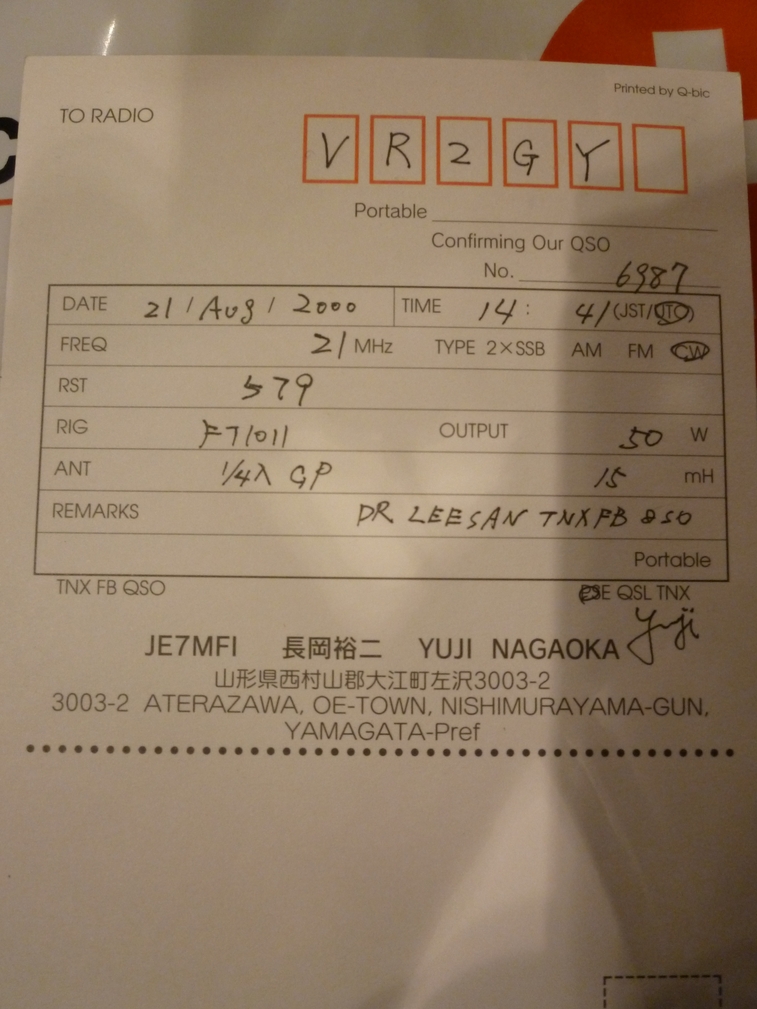 Printed by Q-bic
TO RADIO
V R 2 G Y
Portable
Confirming Our QSO
No. 6987
DATE 21 / Aug / 2000 TIME 14 : 41 (JST/UTC)
FREQ 21 MHz TYPE 2×SSB AM FM CW
RST 579
RIG FT1011 OUTPUT 50 W
ANT 1/4λ GP 15 mH
REMARKS DR LEESAN TNX FB QSO
Portable
TNX FB QSO PSE QSL TNX
JE7MFI 長岡裕二 YUJI NAGAOKA Yuji
山形県西村山郡大江町左沢3003-2
3003-2 ATERAZAWA, OE-TOWN, NISHIMURAYAMA-GUN,
YAMAGATA-Pref